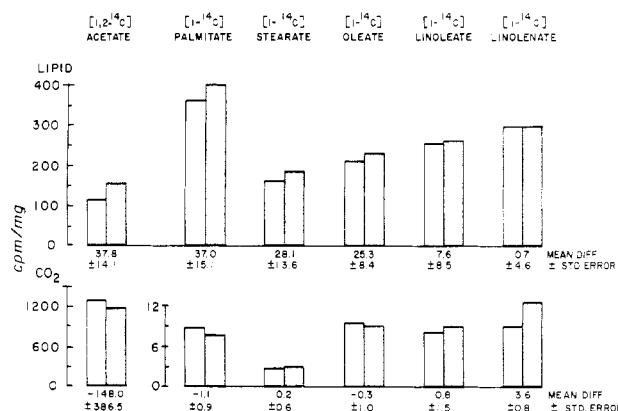 [1,2-¹⁴C] [1-¹⁴C] [1-¹⁴C] [1-¹⁴C] [1-¹⁴C] [1-¹⁴C]
ACETATE PALMITATE STEARATE OLEATE LINOLEATE LINOLENATE
LIPID
400
300
200
100
0
cpm/mg
37.8 37.0 28.1 25.3 7.6 0.7 MEAN DIFF
±14.1 ±15.7 ±13.6 ±8.4 ±8.5 ±4.6 ± STD ERROR
CO₂
1200 12
600 6
0 0
-148.0 -1.1 0.2 -0.3 0.8 3.6 MEAN DIFF
±386.5 ±0.9 ±0.6 ±1.0 ±1.5 ±0.8 ± STD ERROR